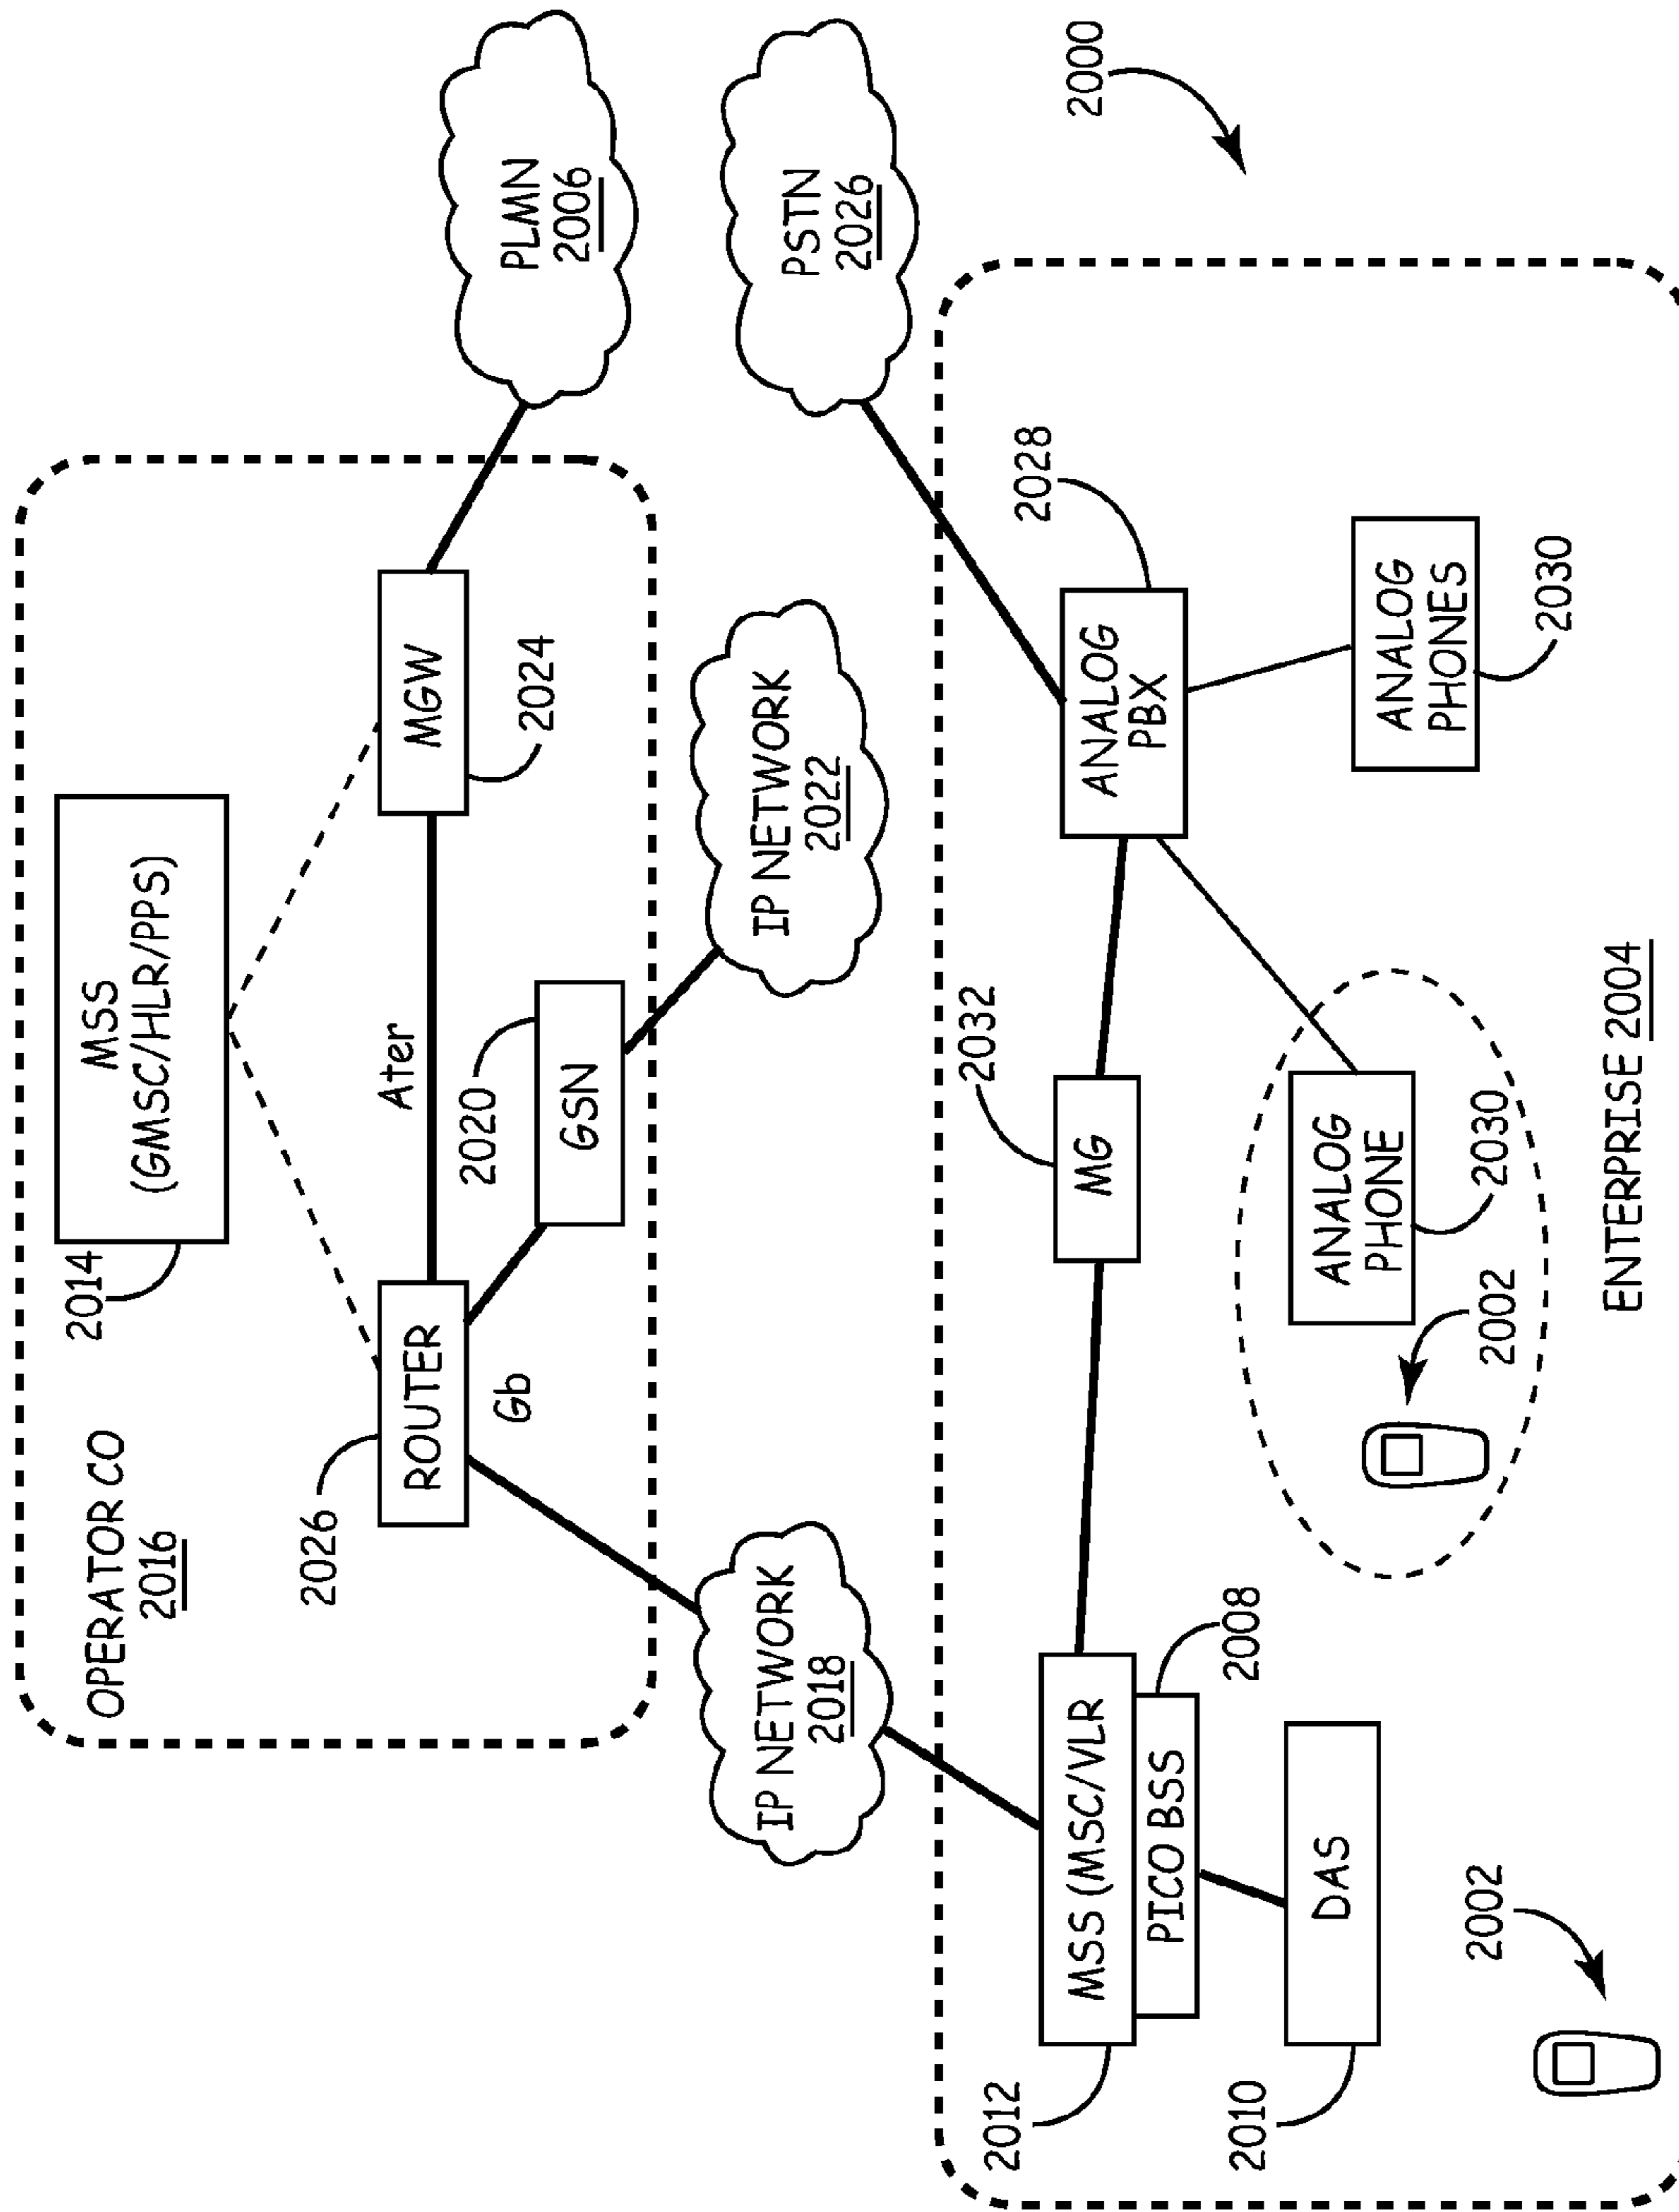 OPERATOR CO
2016
2014
MSS
(GMSC/HLR/PPS)
2026
ROUTER
Ater
MGW
2024
Gb
2020
GSN
PLMN
2006
IP NETWORK
2018
IP NETWORK
2022
PSTN
2026
2000
2012
MSS (MSC/VLR
PICO BSS
2008
2032
MG
2028
ANALOG
PBX
2010
DAS
ANALOG
PHONE
2030
2002
ANALOG
PHONES
2030
2002
ENTERPRISE 2004